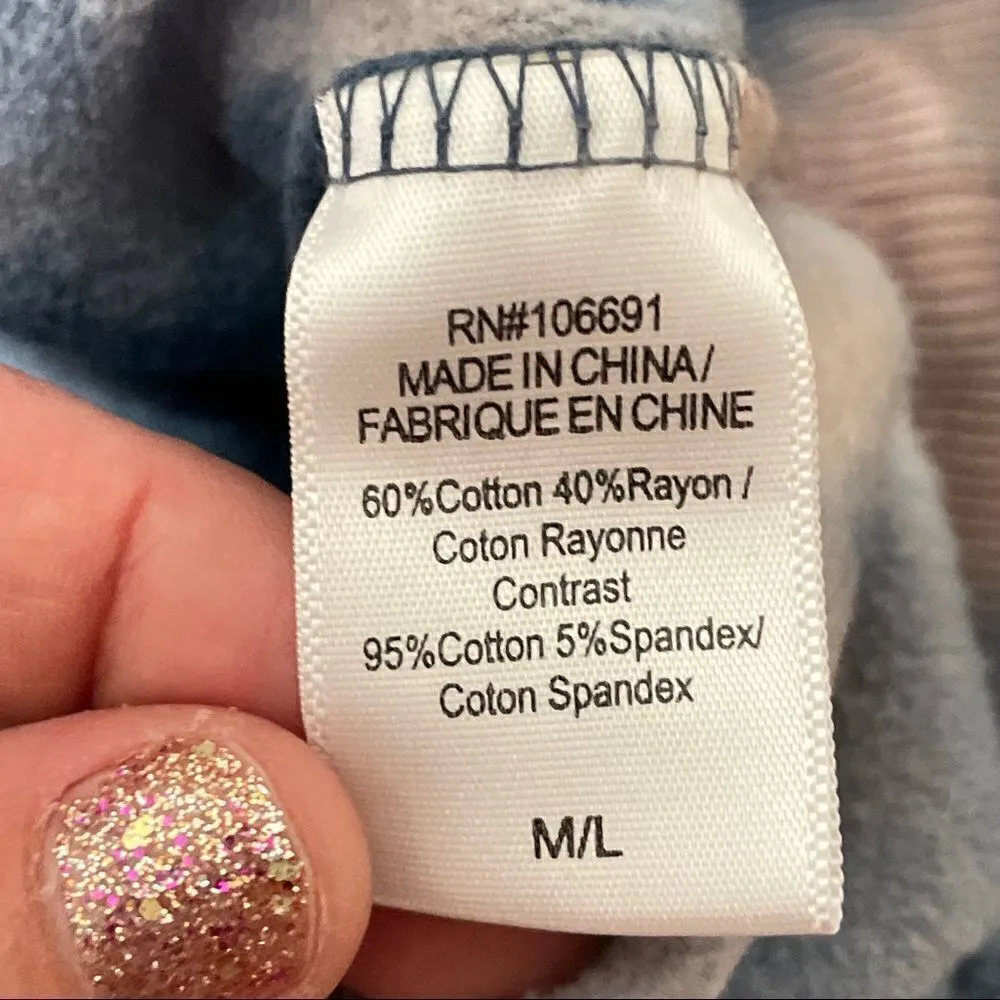 RN#106691
MADE IN CHINA/
FABRIQUE EN CHINE
60%Cotton 40%Rayon /
Coton Rayonne
Contrast
95%Cotton 5%Spandex/
Coton Spandex
M/L